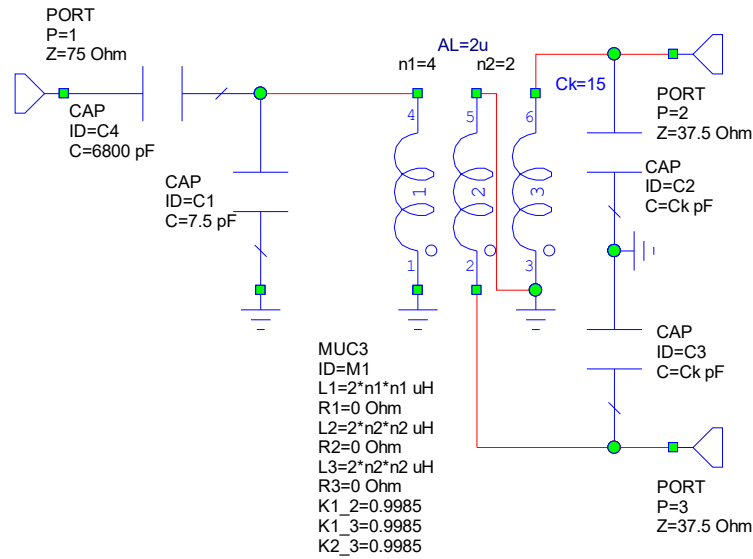 PORT
P=1
Z=75 Ohm
CAP
ID=C4
C=6800 pF
CAP
ID=C1
C=7.5 pF
AL=2u
n1=4 n2=2
4 5 6
1 2 3
1 2 3
Ck=15
PORT
P=2
Z=37.5 Ohm
CAP
ID=C2
C=Ck pF
CAP
ID=C3
C=Ck pF
MUC3
ID=M1
L1=2*n1*n1 uH
R1=0 Ohm
L2=2*n2*n2 uH
R2=0 Ohm
L3=2*n2*n2 uH
R3=0 Ohm
K1_2=0.9985
K1_3=0.9985
K2_3=0.9985
PORT
P=3
Z=37.5 Ohm